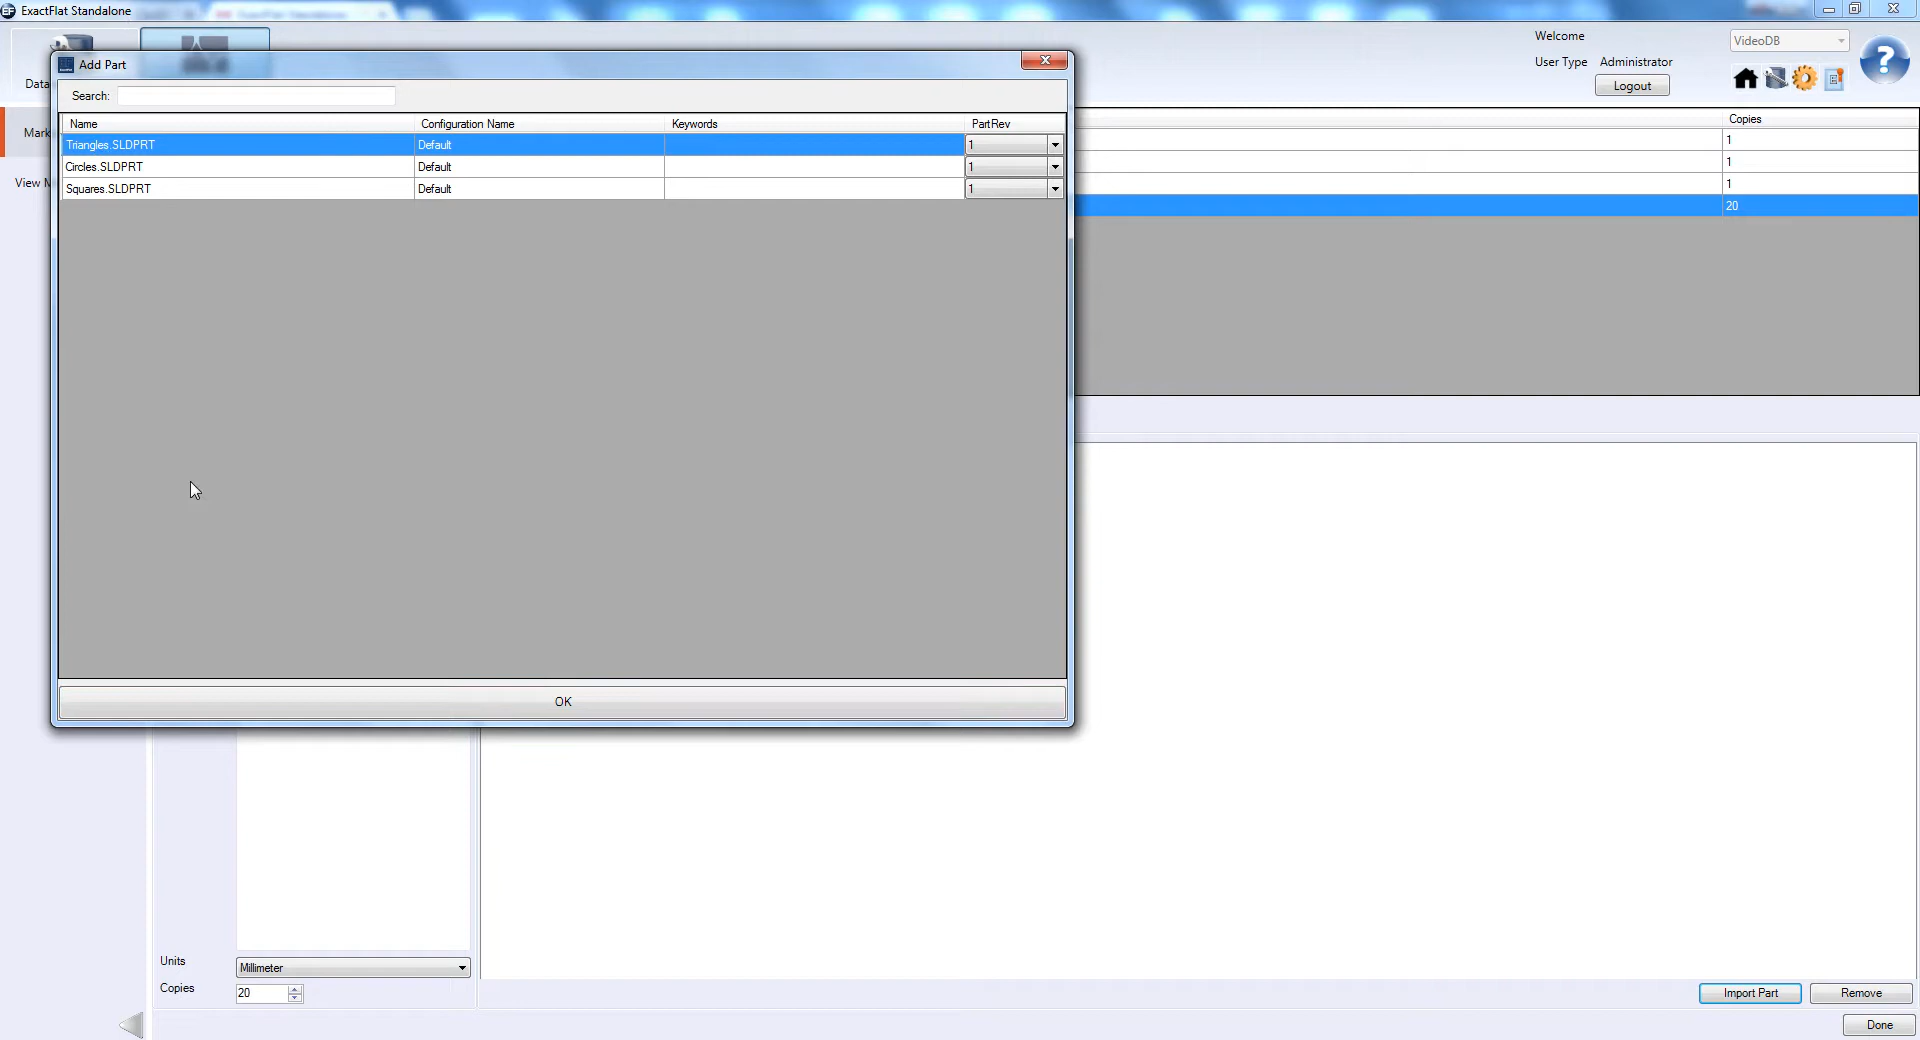 ExactFlat Standalone
Welcome
VideoDB
User Type Administrator
Logout
Data
Add Part
Search:
Name Configuration Name Keywords PartRev
Triangles.SLDPRT Default 1
Circles.SLDPRT Default 1
Squares.SLDPRT Default 1
OK
Mark
View M
Copies
1
1
1
20
Units Millimeter
Copies 20
Import Part Remove
Done